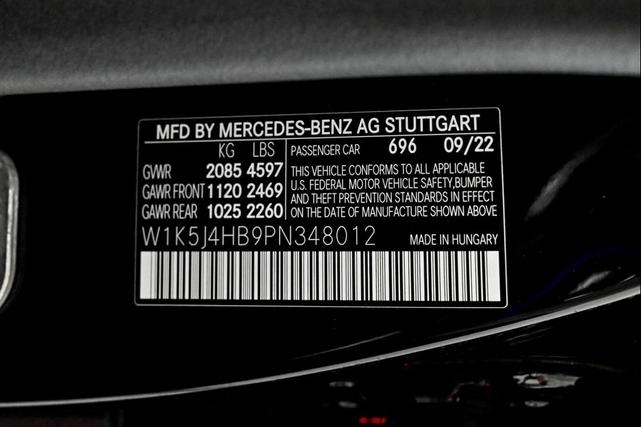 MFD BY MERCEDES-BENZ AG STUTTGART
KG LBS
GWR 2085 4597
GAWR FRONT 1120 2469
GAWR REAR 1025 2260
PASSENGER CAR 696 09/22
THIS VEHICLE CONFORMS TO ALL APPLICABLE
U.S. FEDERAL MOTOR VEHICLE SAFETY,BUMPER
AND THEFT PREVENTION STANDARDS IN EFFECT
ON THE DATE OF MANUFACTURE SHOWN ABOVE
W1K5J4HB9PN348012
MADE IN HUNGARY